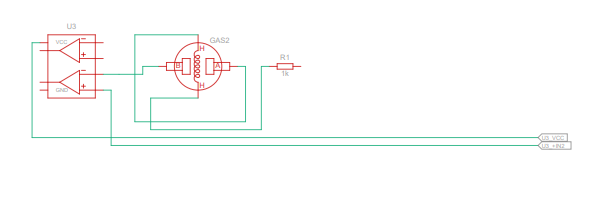 U3
VCC
GND
GAS2
H
B
A
H
R1
1k
U3_VCC
U3_+IN2